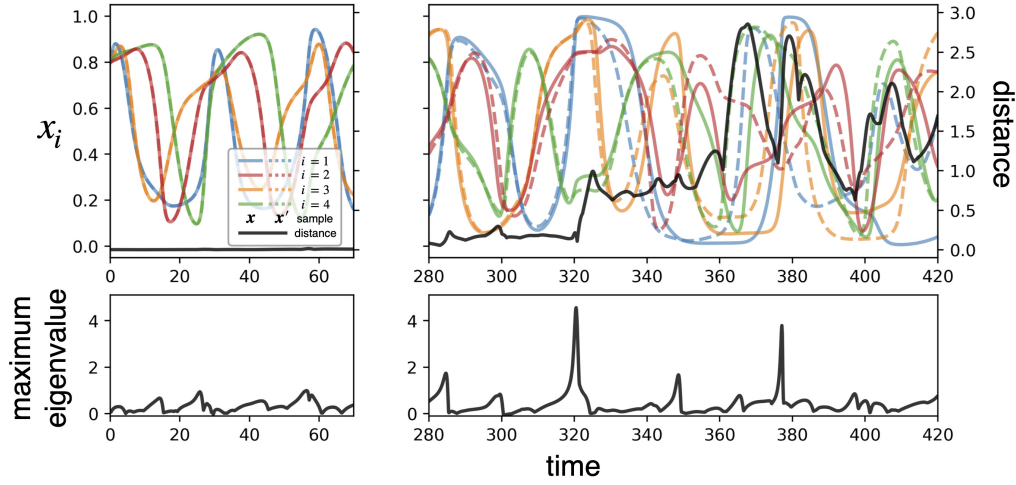 1.0
0.8
0.6
0.4
0.2
0.0
xᵢ
i = 1
i = 2
i = 3
i = 4
x x' sample
distance
0 20 40 60
3.0
2.5
2.0
1.5
1.0
0.5
0.0
distance
280 300 320 340 360 380 400 420
maximum
eigenvalue
4
2
0
0 20 40 60
4
2
0
280 300 320 340 360 380 400 420
time